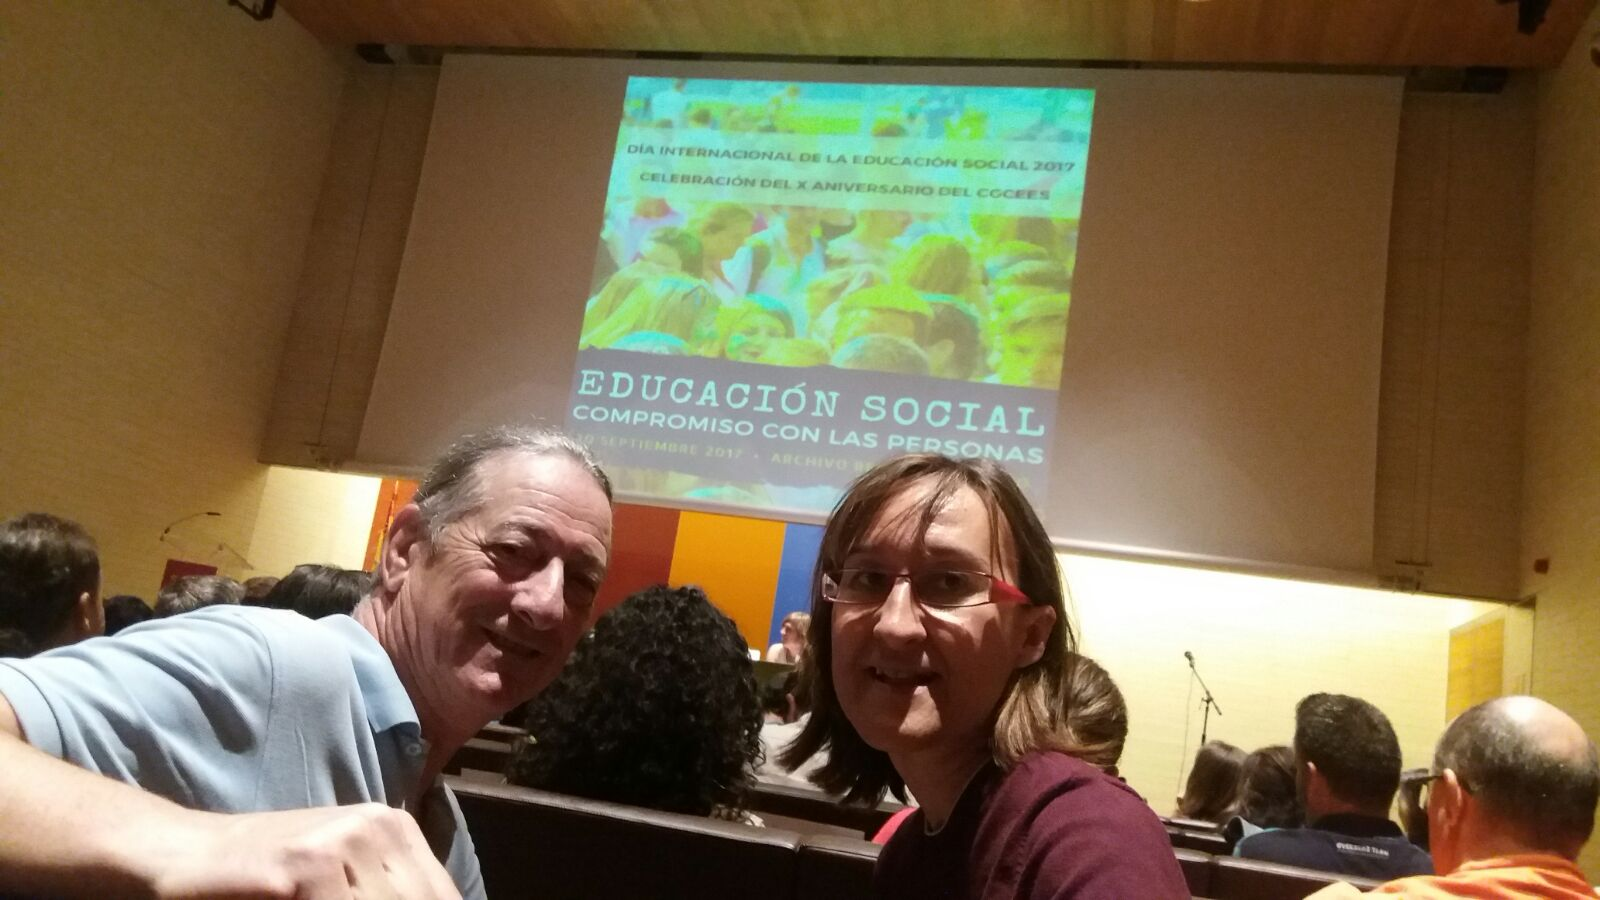 DÍA INTERNACIONAL DE LA EDUCACIÓN SOCIAL 2017
CELEBRACIÓN DEL X ANIVERSARIO DEL CGCEES
EDUCACIÓN SOCIAL
COMPROMISO CON LAS PERSONAS
SEPTIEMBRE 2017 • ARCHIVO